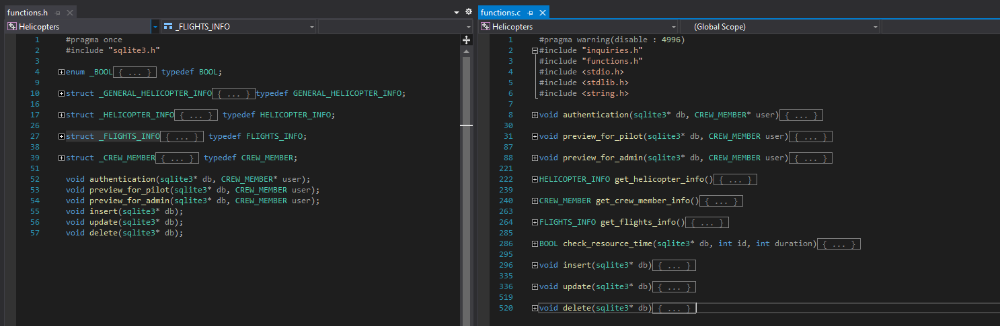 functions.h
Helicopters
_FLIGHTS_INFO
1 #pragma once
2 #include "sqlite3.h"
3
4 enum _BOOL { ... } typedef BOOL;
9
10 struct _GENERAL_HELICOPTER_INFO { ... } typedef GENERAL_HELICOPTER_INFO;
16
17 struct _HELICOPTER_INFO { ... } typedef HELICOPTER_INFO;
26
27 struct _FLIGHTS_INFO { ... } typedef FLIGHTS_INFO;
38
39 struct _CREW_MEMBER { ... } typedef CREW_MEMBER;
51
52 void authentication(sqlite3* db, CREW_MEMBER* user);
53 void preview_for_pilot(sqlite3* db, CREW_MEMBER user);
54 void preview_for_admin(sqlite3* db, CREW_MEMBER user);
55 void insert(sqlite3* db);
56 void update(sqlite3* db);
57 void delete(sqlite3* db);
functions.c
Helicopters
(Global Scope)
1 #pragma warning(disable : 4996)
2 #include "inquiries.h"
3 #include "functions.h"
4 #include <stdio.h>
5 #include <stdlib.h>
6 #include <string.h>
7
8 void authentication(sqlite3* db, CREW_MEMBER* user) { ... }
30
31 void preview_for_pilot(sqlite3* db, CREW_MEMBER user) { ... }
87
88 void preview_for_admin(sqlite3* db, CREW_MEMBER user) { ... }
221
222 HELICOPTER_INFO get_helicopter_info() { ... }
239
240 CREW_MEMBER get_crew_member_info() { ... }
263
264 FLIGHTS_INFO get_flights_info() { ... }
285
286 BOOL check_resource_time(sqlite3* db, int id, int duration) { ... }
295
296 void insert(sqlite3* db) { ... }
335
336 void update(sqlite3* db) { ... }
519
520 void delete(sqlite3* db) { ... }